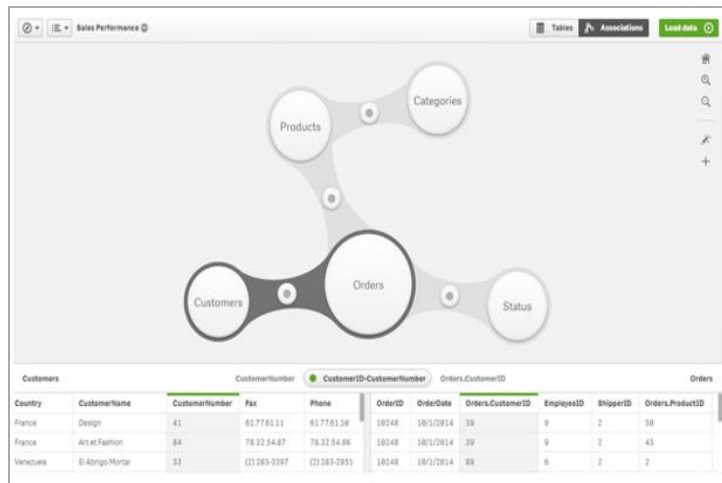 Sales Performance
Tables Associations Load data
Categories
Products
Orders
Customers
Status
Customers CustomerNumber CustomerID-CustomerNumber Orders.CustomerID Orders
Country CustomerName CustomerNumber Fax Phone OrderID OrderDate Orders.CustomerID EmployeeID ShipperID Orders.ProductID
France Design 41 61.77.61.11 61.77.61.10 10248 10/1/2014 39 9 2 39
France Art et Fashion 84 78.32.54.87 78.32.54.86 10248 10/1/2014 39 9 2 43
Venezuela El Abrigo Mortal 33 (2) 283-3397 (2) 283-2951 10248 10/1/2014 89 6 2 2